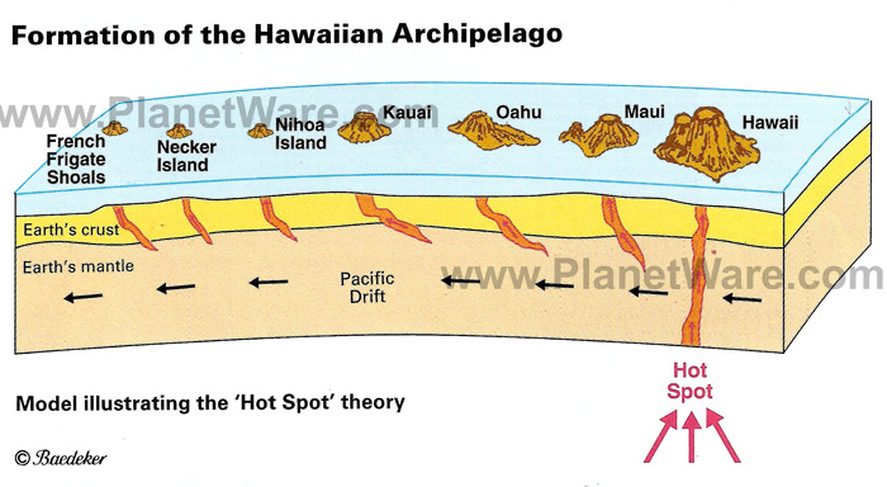 Formation of the Hawaiian Archipelago
www.PlanetWare.com
French
Frigate
Shoals
Necker
Island
Nihoa
Island
Kauai
Oahu
Maui
Hawaii
Earth's crust
Earth's mantle
Pacific
Drift
www.PlanetWare.com
Hot
Spot
Model illustrating the ‘Hot Spot’ theory
© Baedeker